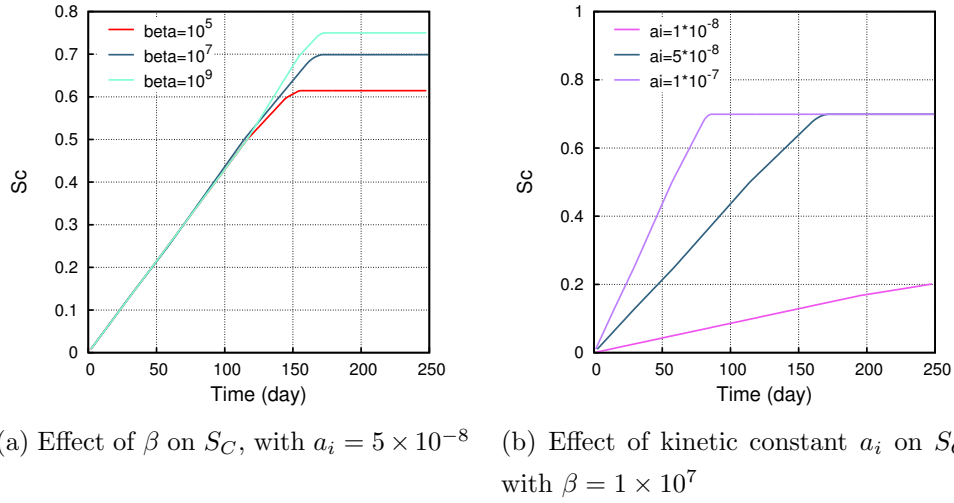 beta=10^5
beta=10^7
beta=10^9
0.8
0.7
0.6
0.5
0.4
0.3
0.2
0.1
0
Sc
0 50 100 150 200 250
Time (day)
ai=1*10^-8
ai=5*10^-8
ai=1*10^-7
1
0.8
0.6
0.4
0.2
0
Sc
0 50 100 150 200 250
Time (day)
a) Effect of β on S_C, with a_i = 5 × 10^−8
(b) Effect of kinetic constant a_i on S
with β = 1 × 10^7